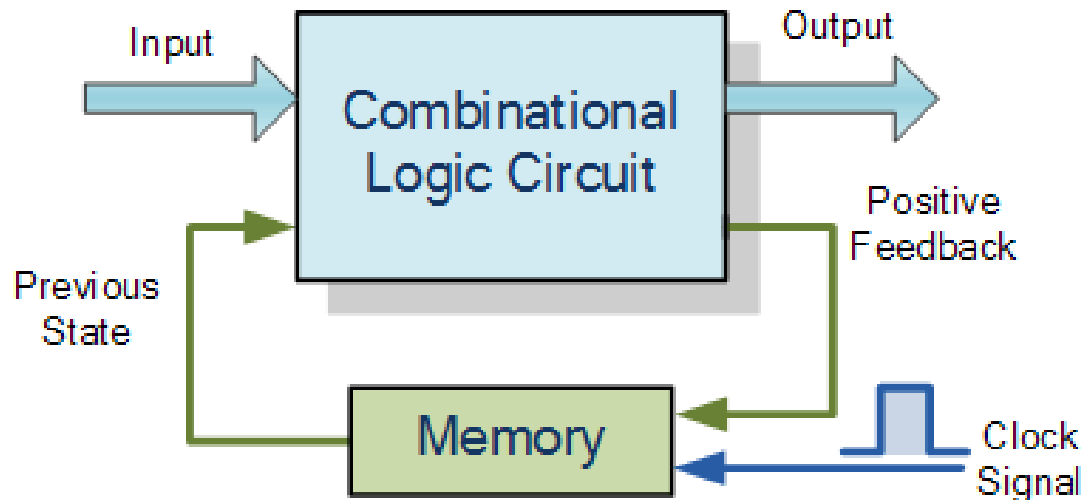 Input
Output
Combinational
Logic Circuit
Positive
Feedback
Previous
State
Memory
Clock
Signal